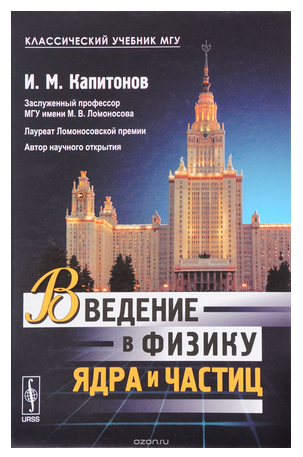 КЛАССИЧЕСКИЙ УЧЕБНИК МГУ
И. М. Капитонов
Заслуженный профессор
МГУ имени М. В. Ломоносова
Лауреат Ломоносовской премии
Автор научного открытия
ВВЕДЕНИЕ
В ФИЗИКУ
ЯДРА И ЧАСТИЦ
URSS
ozon.ru